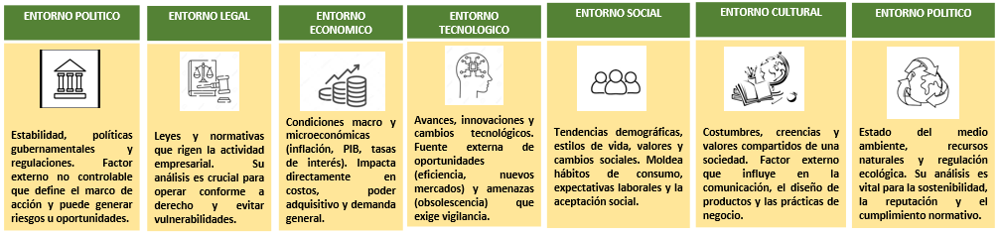 ENTORNO POLITICO
Estabilidad, políticas
gubernamentales y
regulaciones. Factor
externo no controlable
que define el marco de
acción y puede generar
riesgos u oportunidades.
ENTORNO LEGAL
Leyes y normativas
que rigen la actividad
empresarial. Su
análisis es crucial para
operar conforme a
derecho y evitar
vulnerabilidades.
ENTORNO
ECONOMICO
Condiciones macro y
microeconómicas
(inflación, PIB, tasas
de interés). Impacta
directamente en
costos, poder
adquisitivo y demanda
general.
ENTORNO
TECNOLOGICO
Avances, innovaciones y
cambios tecnológicos.
Fuente externa de
oportunidades
(eficiencia, nuevos
mercados) y amenazas
(obsolescencia) que
exige vigilancia.
ENTORNO SOCIAL
Tendencias demográficas,
estilos de vida, valores y
cambios sociales. Moldea
hábitos de consumo,
expectativas laborales y la
aceptación social.
ENTORNO CULTURAL
Costumbres, creencias y
valores compartidos de una
sociedad. Factor externo
que influye en la
comunicación, el diseño de
productos y las prácticas de
negocio.
ENTORNO POLITICO
Estado del medio
ambiente, recursos
naturales y regulación
ecológica. Su análisis es
vital para la sostenibilidad,
la reputación y el
cumplimiento normativo.